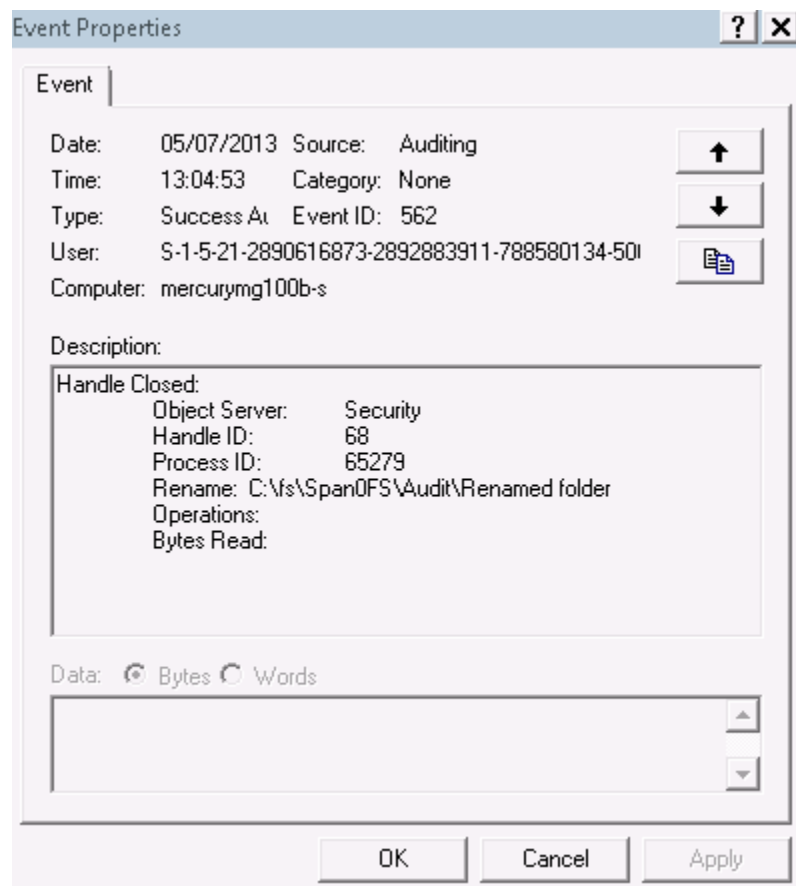 Event Properties
Event
Date: 05/07/2013 Source: Auditing
Time: 13:04:53 Category: None
Type: Success Au Event ID: 562
User: S-1-5-21-2890616873-2892883911-788580134-500
Computer: mercurymg100b-s
Description:
Handle Closed:
Object Server: Security
Handle ID: 68
Process ID: 65279
Rename: C:\fs\Span0FS\Audit\Renamed folder
Operations:
Bytes Read:
Data: Bytes Words
OK Cancel Apply